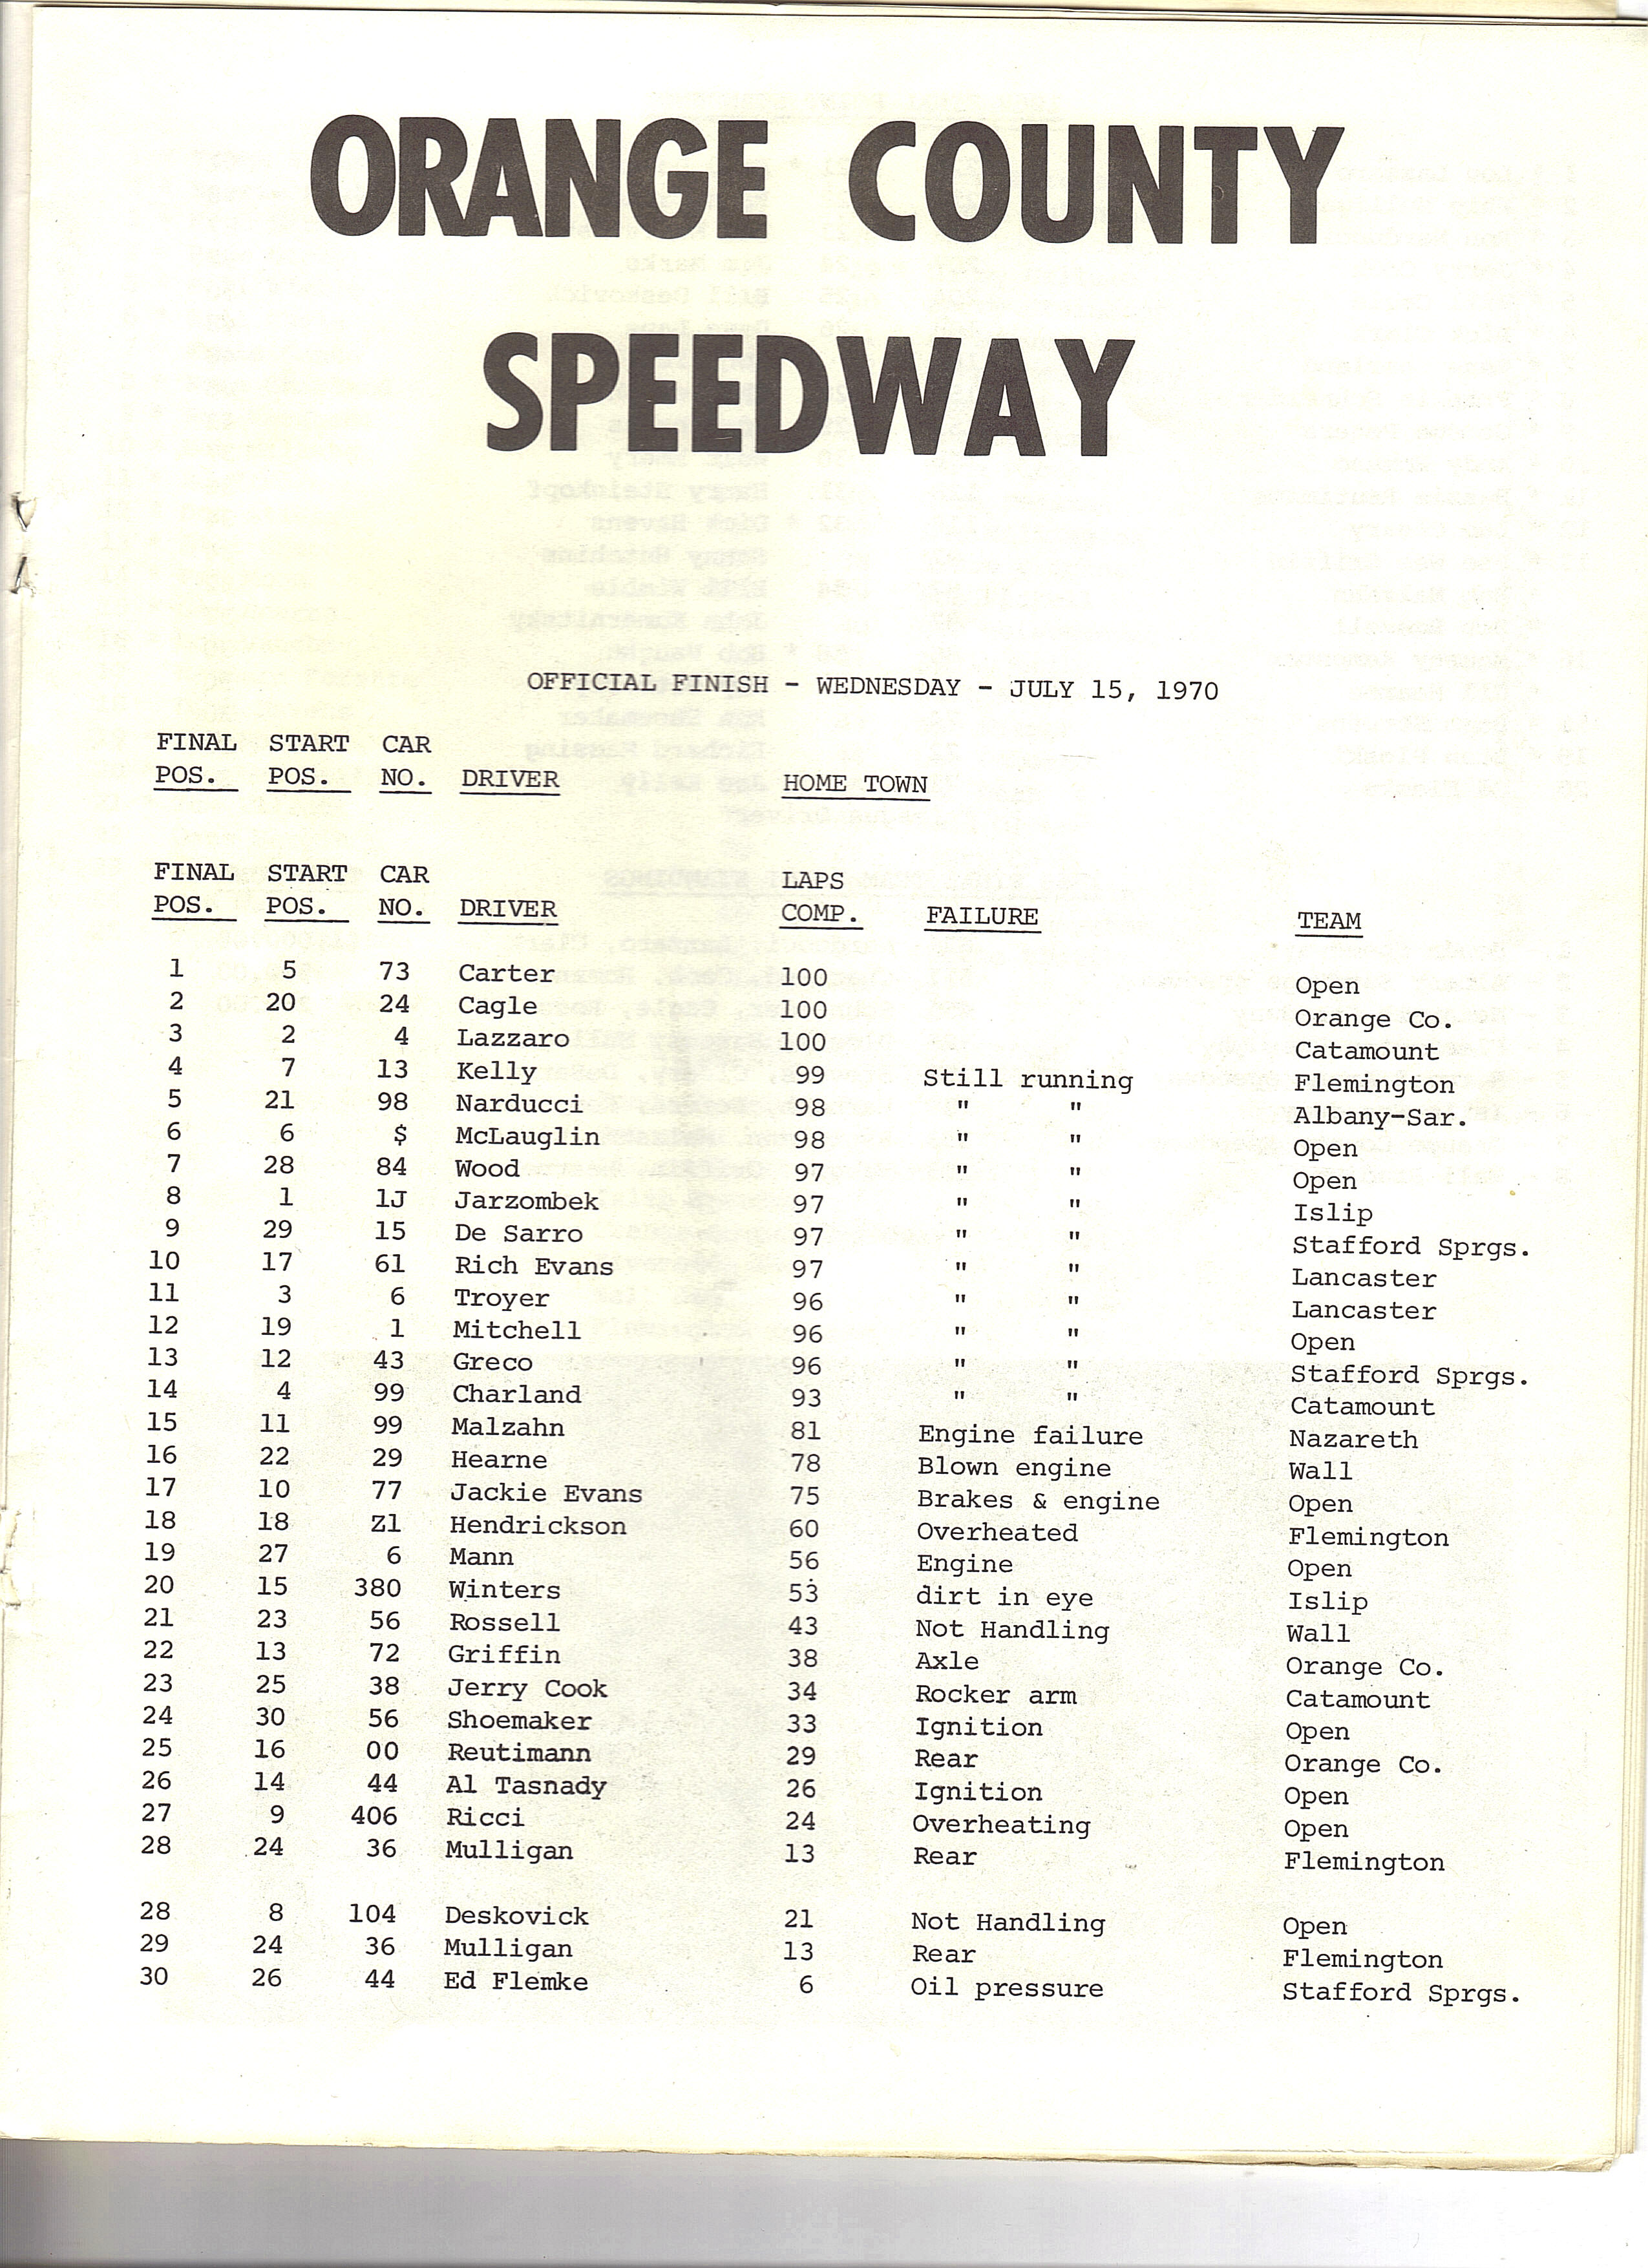 ORANGE COUNTY
SPEEDWAY
OFFICIAL FINISH - WEDNESDAY - JULY 15, 1970
FINAL START CAR
POS. POS. NO. DRIVER HOME TOWN
FINAL START CAR LAPS
POS. POS. NO. DRIVER COMP. FAILURE TEAM
1 5 73 Carter 100 Open
2 20 24 Cagle 100 Orange Co.
3 2 4 Lazzaro 100 Catamount
4 7 13 Kelly 99 Still running Flemington
5 21 98 Narducci 98 " " Albany-Sar.
6 6 $ McLauglin 98 " " Open
7 28 84 Wood 97 " " Open
8 1 1J Jarzombek 97 " " Islip
9 29 15 De Sarro 97 " " Stafford Sprgs.
10 17 61 Rich Evans 97 " " Lancaster
11 3 6 Troyer 96 " " Lancaster
12 19 1 Mitchell 96 " " Open
13 12 43 Greco 96 " " Stafford Sprgs.
14 4 99 Charland 93 " " Catamount
15 11 99 Malzahn 81 Engine failure Nazareth
16 22 29 Hearne 78 Blown engine Wall
17 10 77 Jackie Evans 75 Brakes & engine Open
18 18 Z1 Hendrickson 60 Overheated Flemington
19 27 6 Mann 56 Engine Open
20 15 380 Winters 53 dirt in eye Islip
21 23 56 Rossell 43 Not Handling Wall
22 13 72 Griffin 38 Axle Orange Co.
23 25 38 Jerry Cook 34 Rocker arm Catamount
24 30 56 Shoemaker 33 Ignition Open
25 16 00 Reutimann 29 Rear Orange Co.
26 14 44 Al Tasnady 26 Ignition Open
27 9 406 Ricci 24 Overheating Open
28 24 36 Mulligan 13 Rear Flemington
28 8 104 Deskovick 21 Not Handling Open
29 24 36 Mulligan 13 Rear Flemington
30 26 44 Ed Flemke 6 Oil pressure Stafford Sprgs.